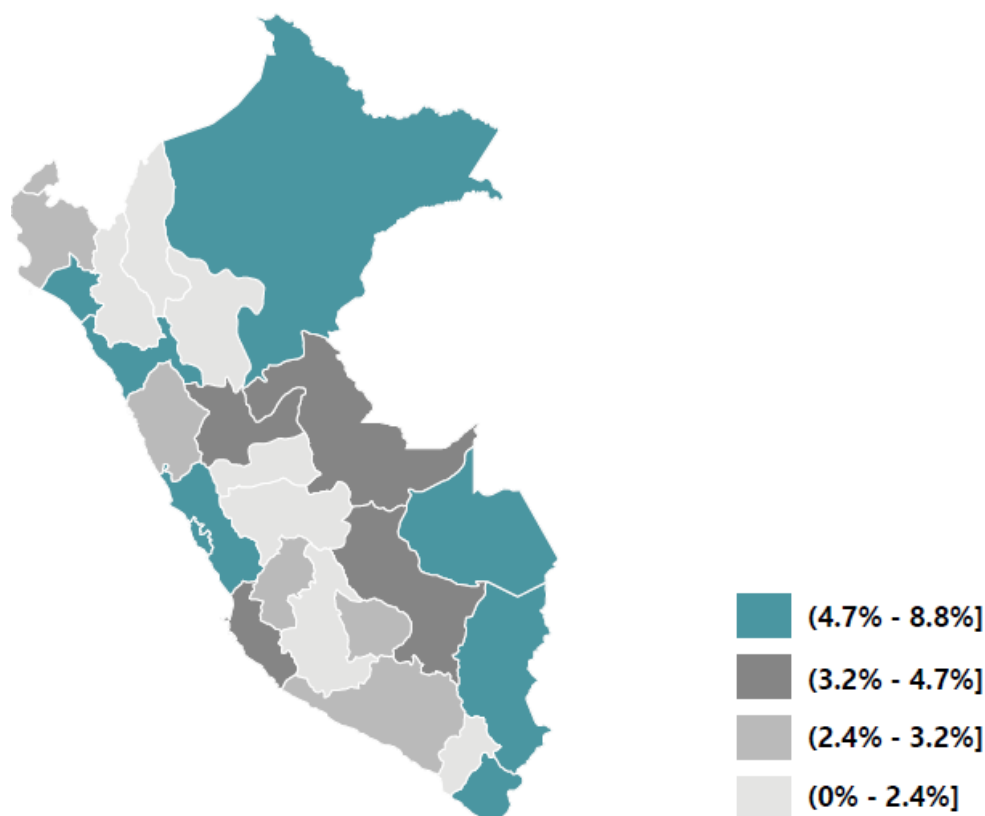 (4.7% - 8.8%]
(3.2% - 4.7%]
(2.4% - 3.2%]
(0% - 2.4%]